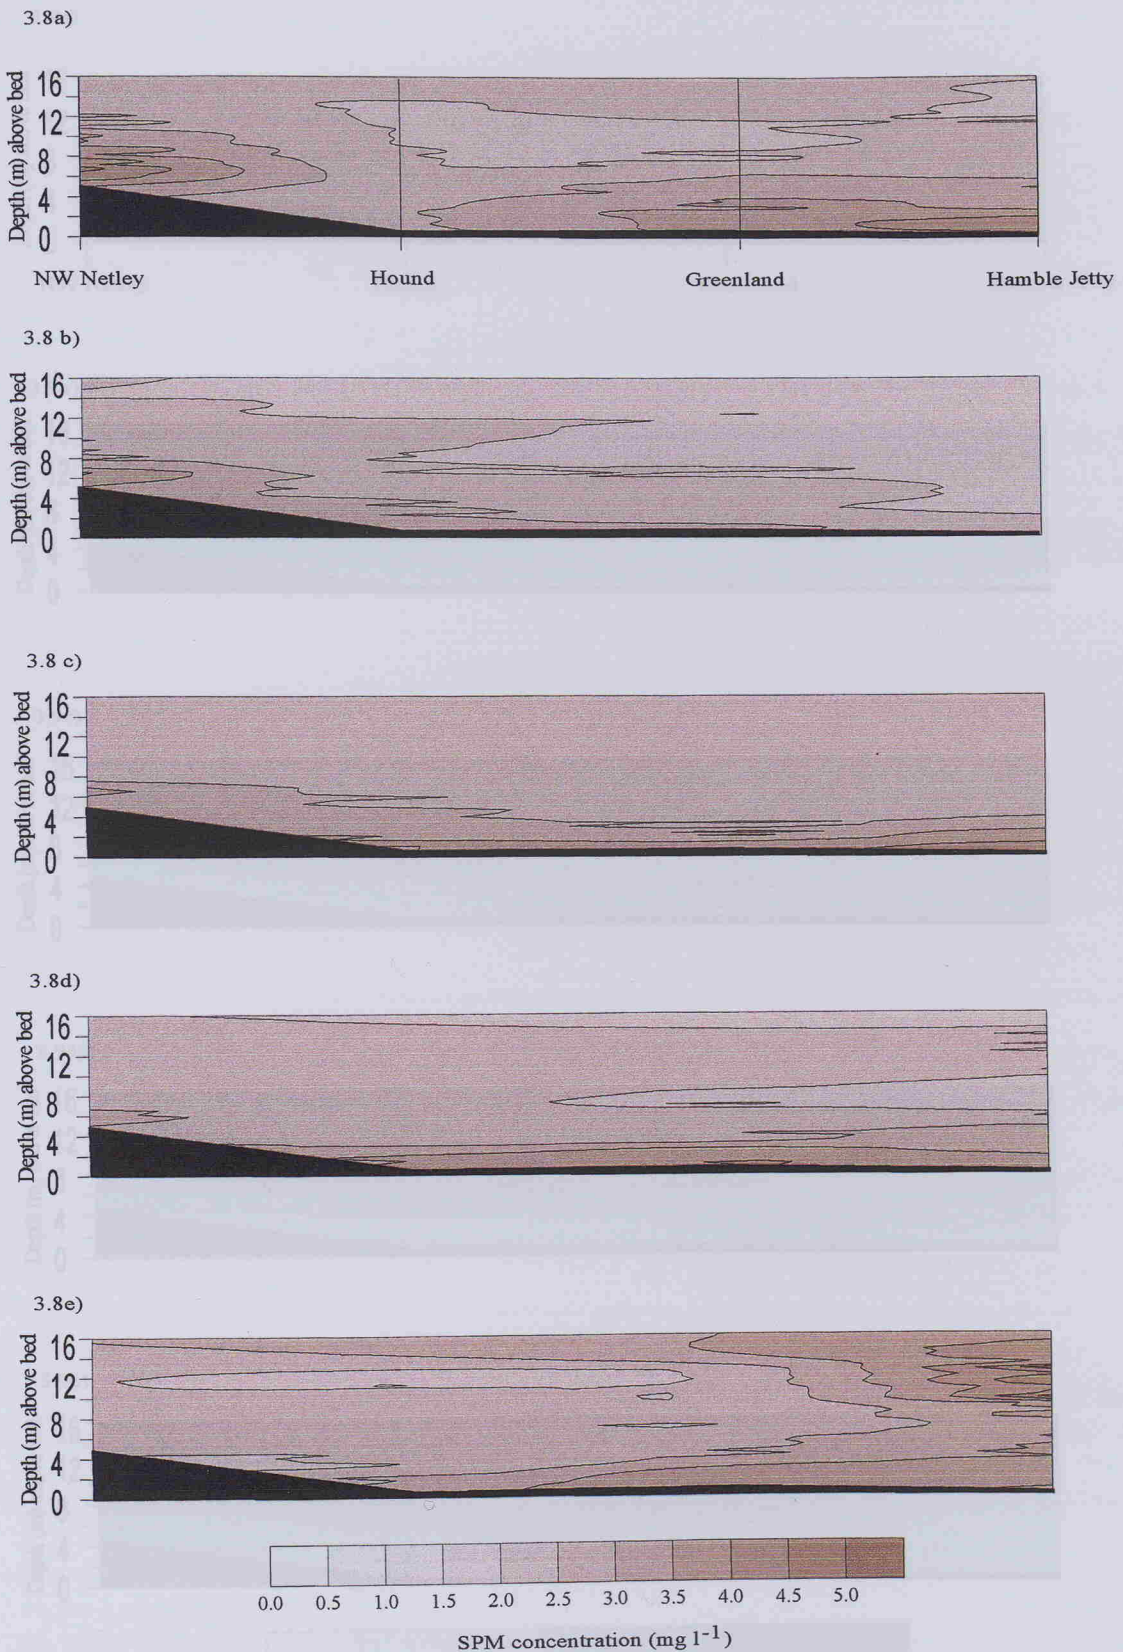 3.8a)
Depth (m) above bed
16
12
8
4
0
NW Netley
Hound
Greenland
Hamble Jetty
3.8 b)
Depth (m) above bed
16
12
8
4
0
3.8 c)
Depth (m) above bed
16
12
8
4
0
3.8d)
Depth (m) above bed
16
12
8
4
0
3.8e)
Depth (m) above bed
16
12
8
4
0
0.0 0.5 1.0 1.5 2.0 2.5 3.0 3.5 4.0 4.5 5.0
SPM concentration (mg l⁻¹)